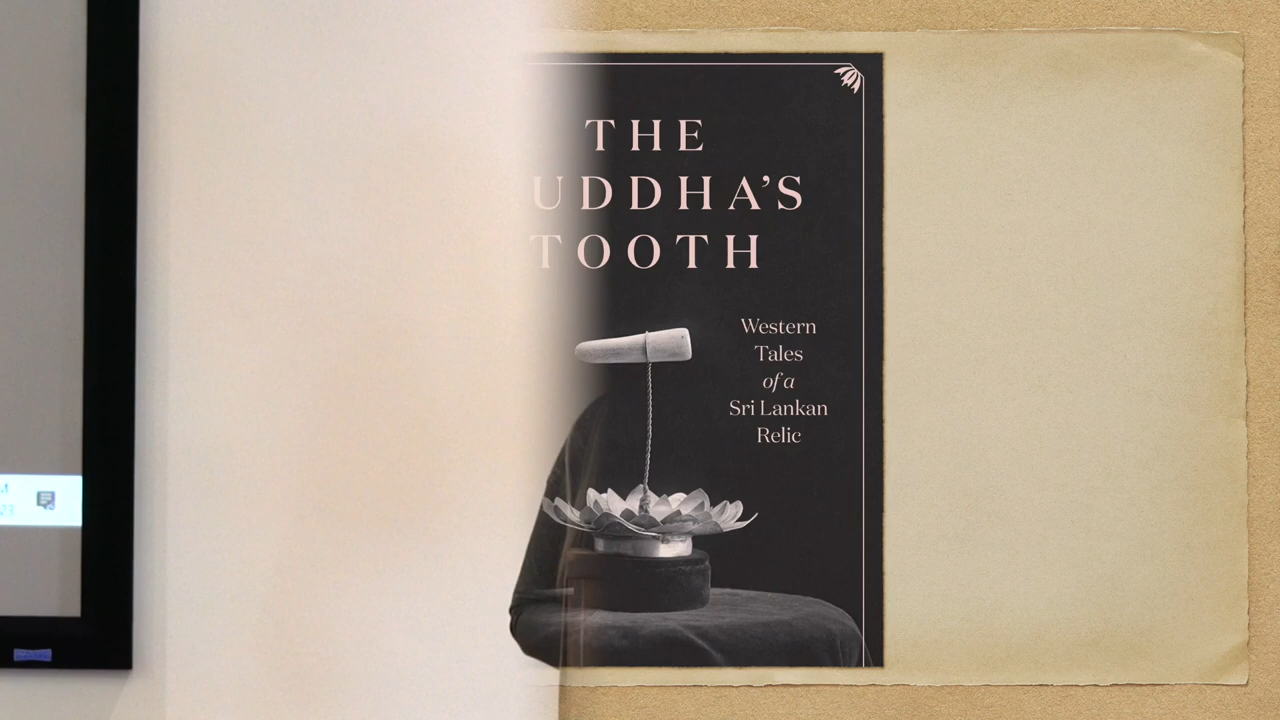 THE
UDDHA'S
TOOTH
Western
Tales
of a
Sri Lankan
Relic